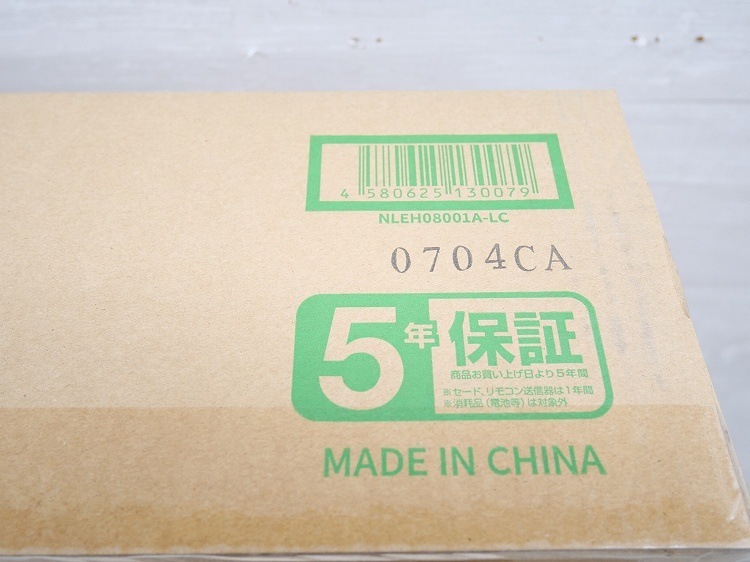 4 580625 130079
NLEH08001A-LC
0704CA
5年保証
商品お買い上げ日より5年間
※セード、リモコン送信器は1年間
※消耗品（電池等）は対象外
MADE IN CHINA